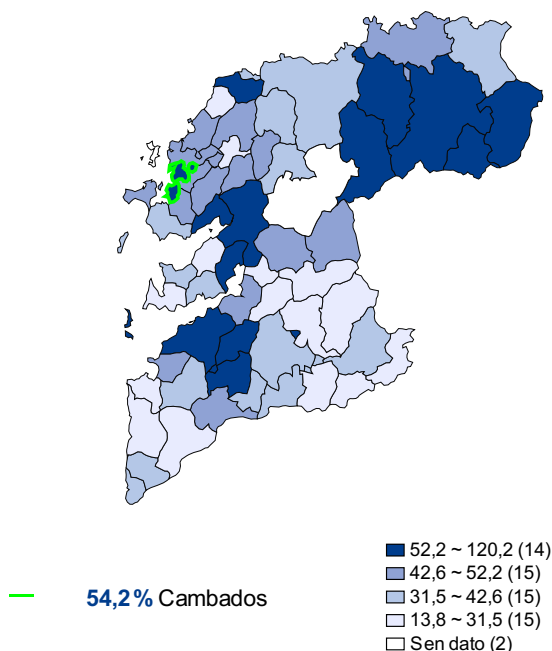 52,2 ~ 120,2 (14)
42,6 ~ 52,2 (15)
31,5 ~ 42,6 (15)
13,8 ~ 31,5 (15)
Sen dato (2)
54,2% Cambados